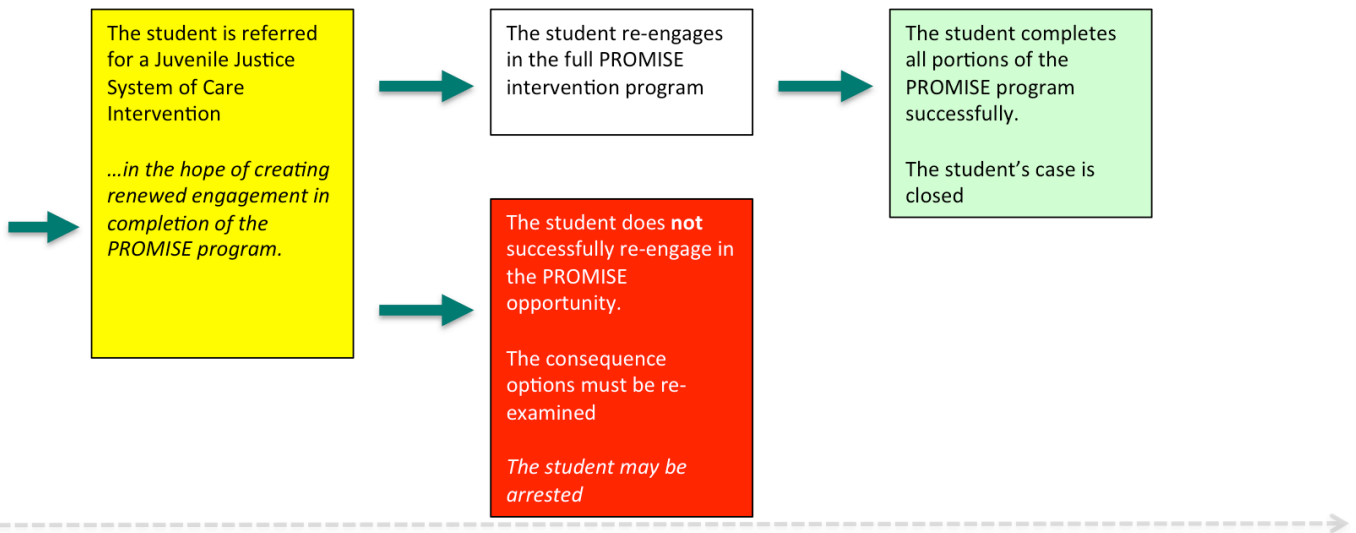 The student is referred
for a Juvenile Justice
System of Care
Intervention
…in the hope of creating
renewed engagement in
completion of the
PROMISE program.
The student re-engages
in the full PROMISE
intervention program
The student does not
successfully re-engage in
the PROMISE
opportunity.
The consequence
options must be re-
examined
The student may be
arrested
The student completes
all portions of the
PROMISE program
successfully.
The student’s case is
closed